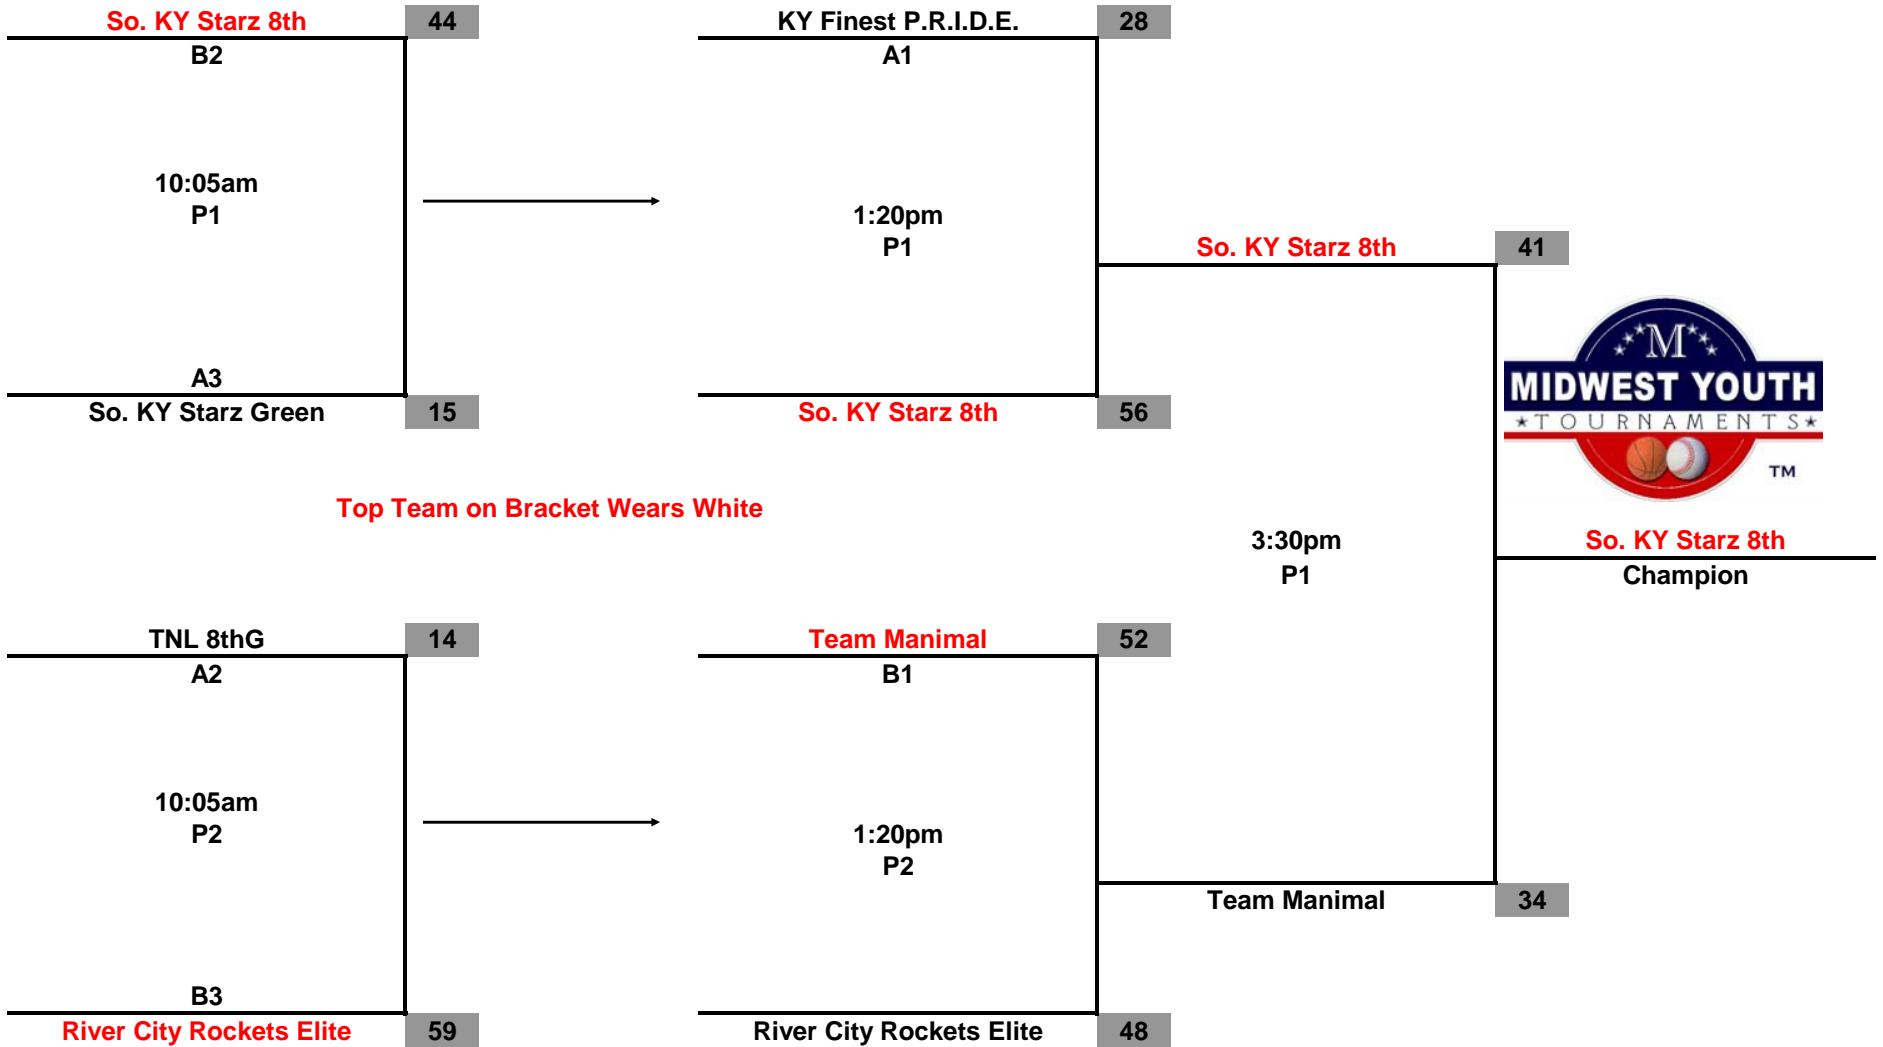 So. KY Starz 8th 44
B2
10:05am
P1
A3
So. KY Starz Green 15
KY Finest P.R.I.D.E. 28
A1
1:20pm
P1
So. KY Starz 8th 56
So. KY Starz 8th 41
M
MIDWEST YOUTH
TOURNAMENTS
TM
Top Team on Bracket Wears White
3:30pm
P1
So. KY Starz 8th
Champion
TNL 8thG 14
A2
10:05am
P2
B3
River City Rockets Elite 59
Team Manimal 52
B1
1:20pm
P2
River City Rockets Elite 48
Team Manimal 34